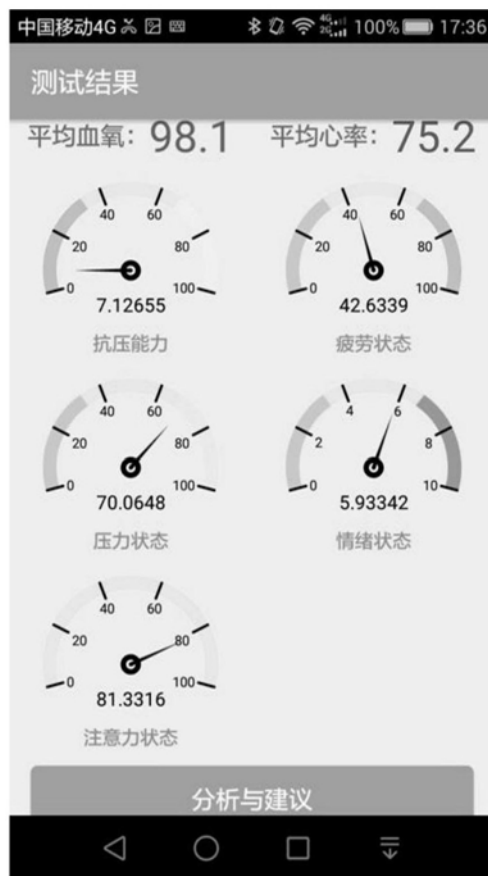 中国移动4G 4G 2G 100% 17:36
测试结果
平均血氧：98.1 平均心率：75.2
40 60 40 60
20 80 20 80
0 100 0 100
7.12655 42.6339
抗压能力 疲劳状态
40 60 4 6
20 80 2 8
0 100 0 10
70.0648 5.93342
压力状态 情绪状态
40 60
20 80
0 100
81.3316
注意力状态
分析与建议